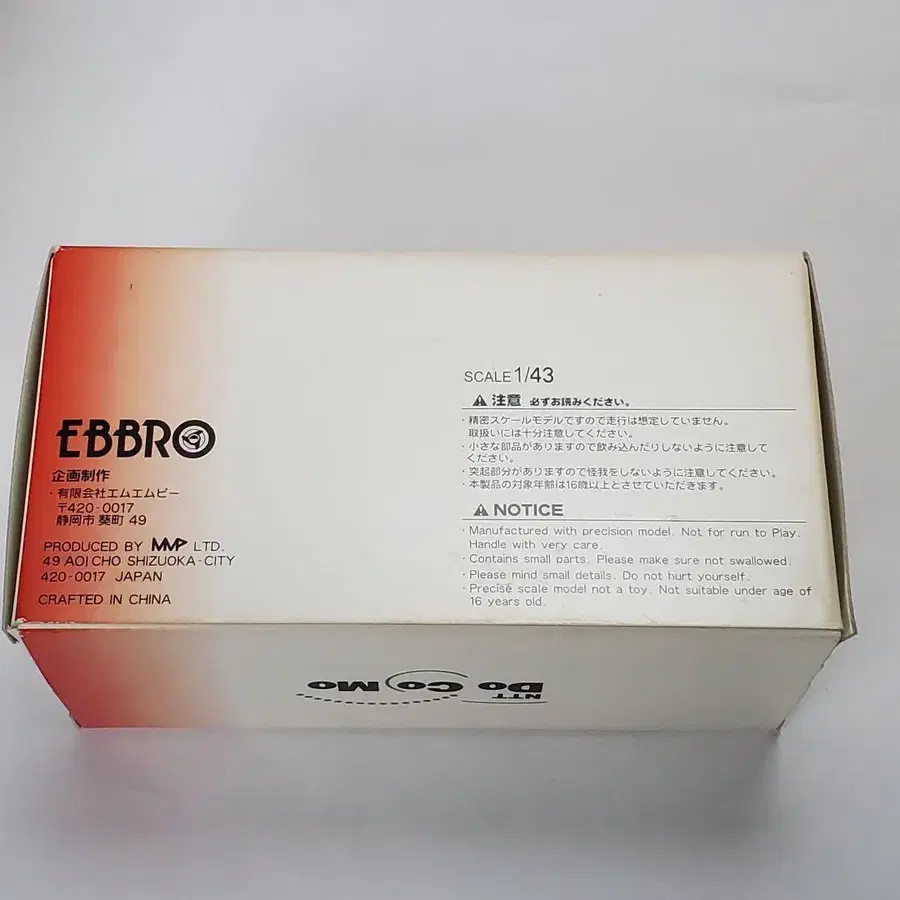 EBBRO
企画制作
・有限会社エムエムピー
〒420-0017
静岡市 葵町 49
PRODUCED BY MMP LTD.
49 AOI CHO SHIZUOKA-CITY
420-0017 JAPAN
CRAFTED IN CHINA
SCALE 1/43
⚠ 注意 必ずお読みください。
・精密スケールモデルですので走行は想定していません。
取扱いには十分注意してください。
・小さな部品がありますので飲み込んだりしないように注意して
ください。
・突起部分がありますので怪我をしないように注意してください。
・本製品の対象年齢は16歳以上とさせていただきます。
⚠ NOTICE
・Manufactured with precision model. Not for run to Play.
Handle with very care.
・Contains small parts. Please make sure not swallowed.
・Please mind small details. Do not hurt yourself.
・Precise scale model not a toy. Not suitable under age of
16 years old.
NTT
Do Co Mo